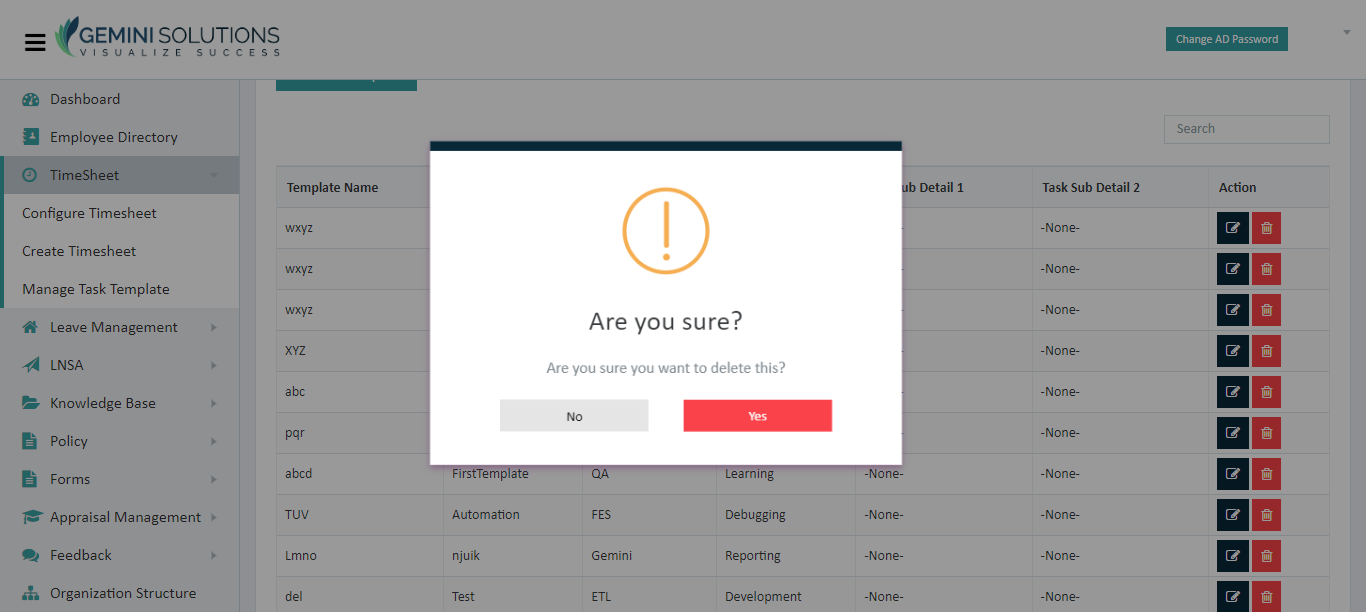 GEMINI SOLUTIONS
VISUALIZE SUCCESS
Change AD Password
Dashboard
Employee Directory
TimeSheet
Configure Timesheet
Create Timesheet
Manage Task Template
Leave Management
LNSA
Knowledge Base
Policy
Forms
Appraisal Management
Feedback
Organization Structure
Search
Template Name ub Detail 1 Task Sub Detail 2 Action
wxyz -None-
wxyz -None-
wxyz -None-
XYZ -None-
abc -None-
pqr -None-
abcd FirstTemplate QA Learning -None- -None-
TUV Automation FES Debugging -None- -None-
Lmno njuik Gemini Reporting -None- -None-
del Test ETL Development -None- -None-
Are you sure?
Are you sure you want to delete this?
No Yes